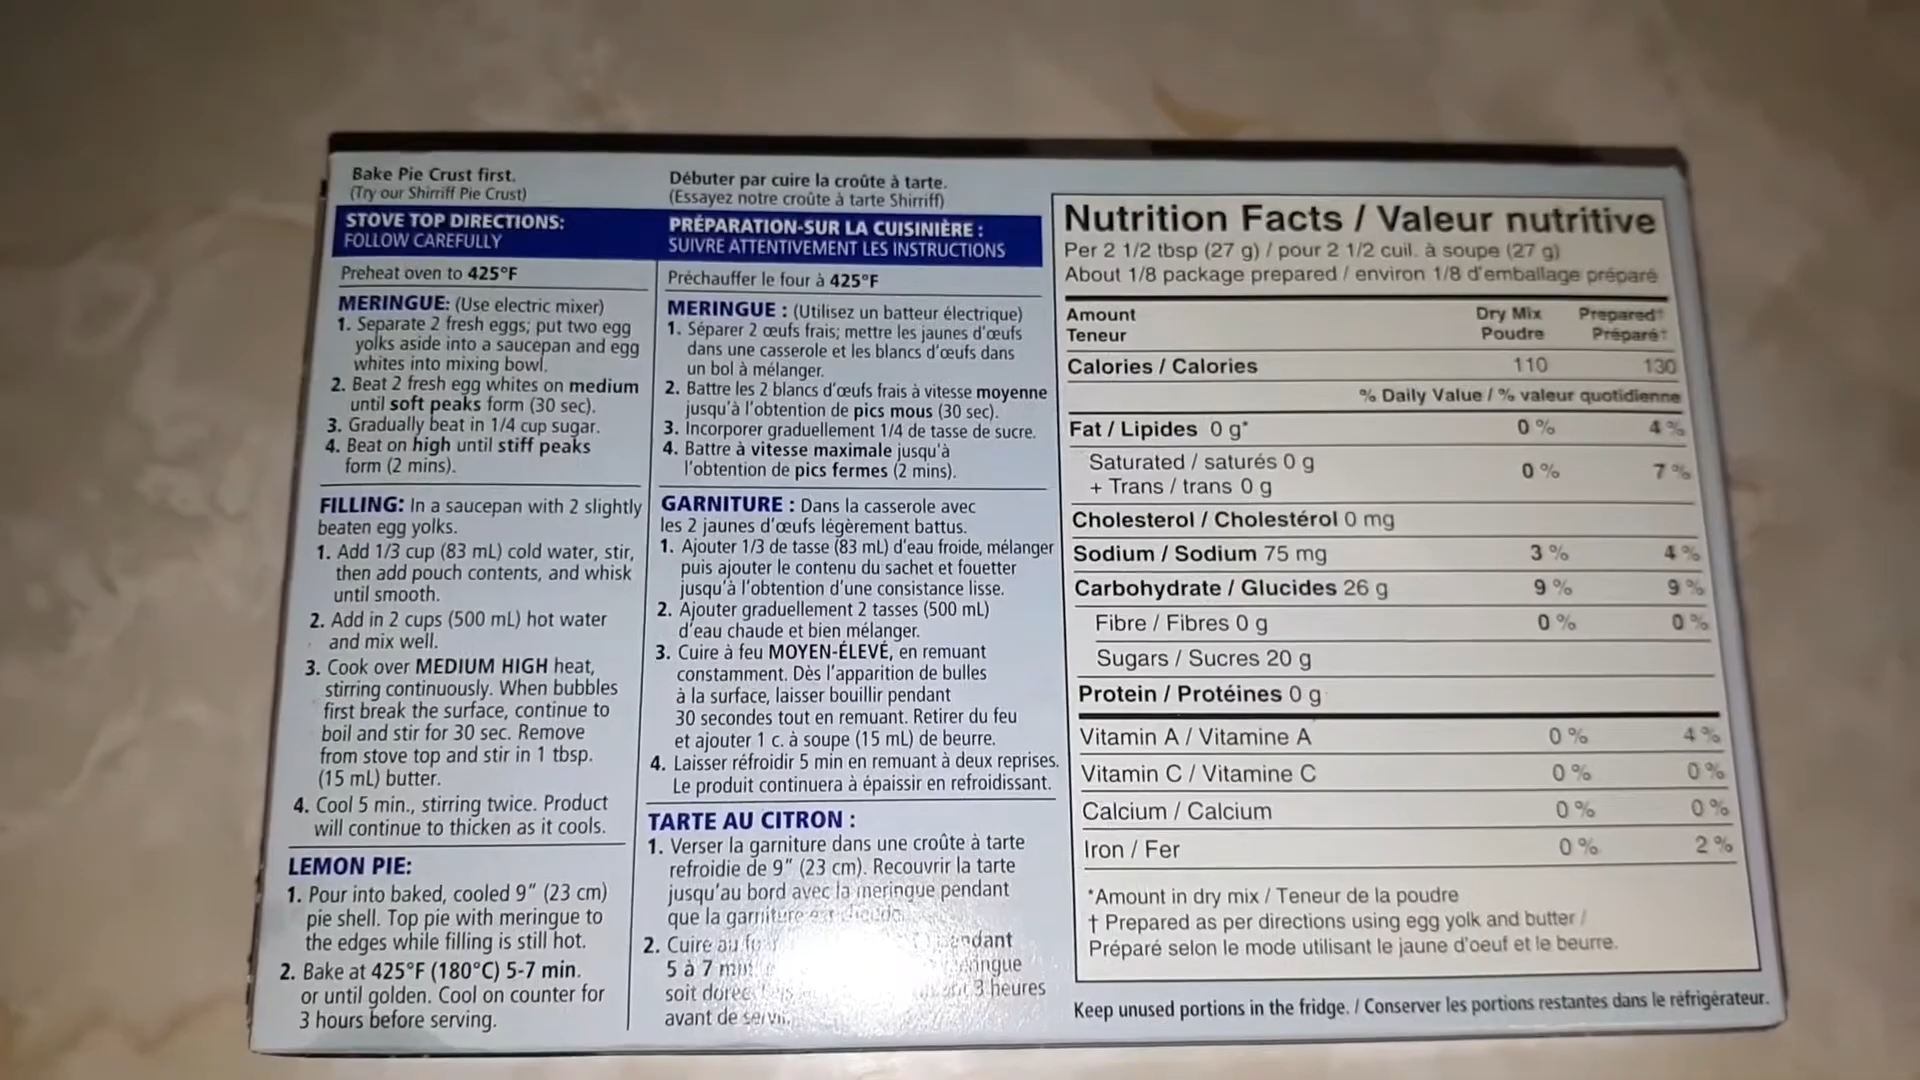 Bake Pie Crust first.
(Try our Shirriff Pie Crust)
STOVE TOP DIRECTIONS:
FOLLOW CAREFULLY
Preheat oven to 425°F
MERINGUE: (Use electric mixer)
1. Separate 2 fresh eggs; put two egg
yolks aside into a saucepan and egg
whites into mixing bowl.
2. Beat 2 fresh egg whites on medium
until soft peaks form (30 sec).
3. Gradually beat in 1/4 cup sugar.
4. Beat on high until stiff peaks
form (2 mins).
FILLING: In a saucepan with 2 slightly
beaten egg yolks.
1. Add 1/3 cup (83 mL) cold water, stir,
then add pouch contents, and whisk
until smooth.
2. Add in 2 cups (500 mL) hot water
and mix well.
3. Cook over MEDIUM HIGH heat,
stirring continuously. When bubbles
first break the surface, continue to
boil and stir for 30 sec. Remove
from stove top and stir in 1 tbsp.
(15 mL) butter.
4. Cool 5 min., stirring twice. Product
will continue to thicken as it cools.
LEMON PIE:
1. Pour into baked, cooled 9” (23 cm)
pie shell. Top pie with meringue to
the edges while filling is still hot.
2. Bake at 425°F (180°C) 5-7 min.
or until golden. Cool on counter for
3 hours before serving.
Débuter par cuire la croûte à tarte.
(Essayez notre croûte à tarte Shirriff)
PRÉPARATION-SUR LA CUISINIÈRE :
SUIVRE ATTENTIVEMENT LES INSTRUCTIONS
Préchauffer le four à 425°F
MERINGUE : (Utilisez un batteur électrique)
1. Séparer 2 œufs frais; mettre les jaunes d’œufs
dans une casserole et les blancs d’œufs dans
un bol à mélanger.
2. Battre les 2 blancs d’œufs frais à vitesse moyenne
jusqu’à l’obtention de pics mous (30 sec).
3. Incorporer graduellement 1/4 de tasse de sucre.
4. Battre à vitesse maximale jusqu’à
l’obtention de pics fermes (2 mins).
GARNITURE : Dans la casserole avec
les 2 jaunes d’œufs légèrement battus.
1. Ajouter 1/3 de tasse (83 mL) d’eau froide, mélanger
puis ajouter le contenu du sachet et fouetter
jusqu’à l’obtention d’une consistance lisse.
2. Ajouter graduellement 2 tasses (500 mL)
d’eau chaude et bien mélanger.
3. Cuire à feu MOYEN-ÉLEVÉ, en remuant
constamment. Dès l’apparition de bulles
à la surface, laisser bouillir pendant
30 secondes tout en remuant. Retirer du feu
et ajouter 1 c. à soupe (15 mL) de beurre.
4. Laisser réfroidir 5 min en remuant à deux reprises.
Le produit continuera à épaissir en refroidissant.
TARTE AU CITRON :
1. Verser la garniture dans une croûte à tarte
refroidie de 9” (23 cm). Recouvrir la tarte
jusqu’au bord avec la meringue pendant
que la garniture est chaude.
2. Cuire au pendant
5 à 7
soit 3 heures
avant de servir.
Nutrition Facts / Valeur nutritive
Per 2 1/2 tbsp (27 g) / pour 2 1/2 cuil. à soupe (27 g)
About 1/8 package prepared / environ 1/8 d'emballage préparé
Amount Dry Mix Prepared†
Teneur Poudre Préparé†
Calories / Calories 110 130
% Daily Value / % valeur quotidienne
Fat / Lipides 0 g* 0 % 4 %
Saturated / saturés 0 g 0 % 7 %
+ Trans / trans 0 g
Cholesterol / Cholestérol 0 mg
Sodium / Sodium 75 mg 3 % 4 %
Carbohydrate / Glucides 26 g 9 % 9 %
Fibre / Fibres 0 g 0 % 0 %
Sugars / Sucres 20 g
Protein / Protéines 0 g
Vitamin A / Vitamine A 0 % 4 %
Vitamin C / Vitamine C 0 % 0 %
Calcium / Calcium 0 % 0 %
Iron / Fer 0 % 2 %
*Amount in dry mix / Teneur de la poudre
† Prepared as per directions using egg yolk and butter /
Préparé selon le mode utilisant le jaune d'oeuf et le beurre.
Keep unused portions in the fridge. / Conserver les portions restantes dans le réfrigérateur.